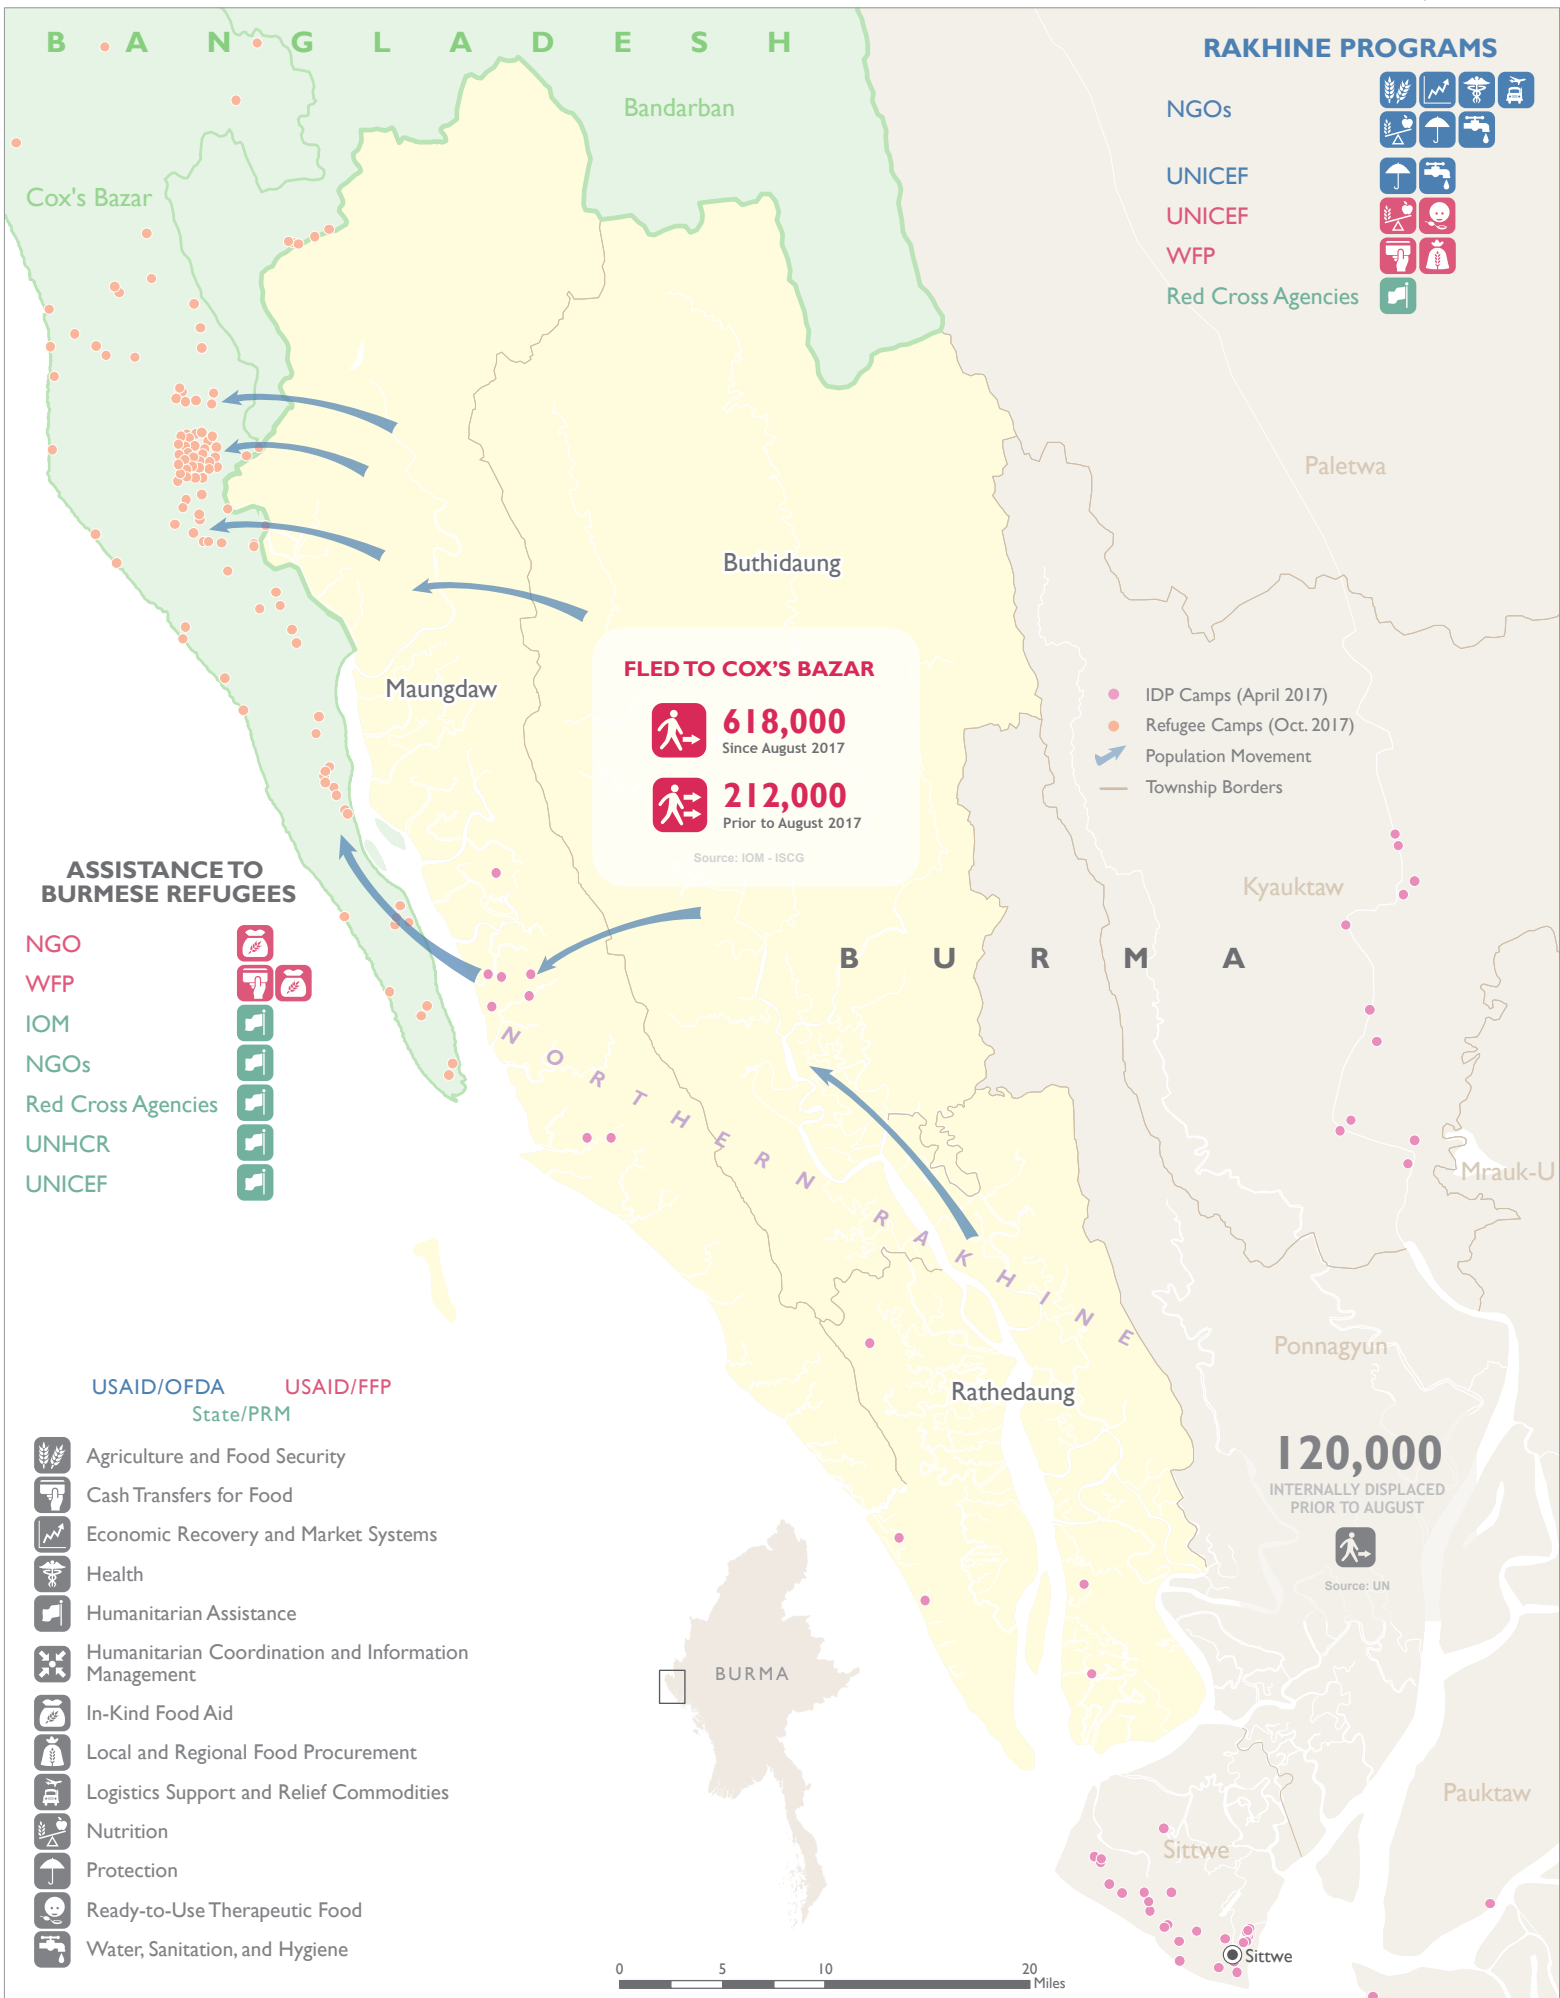 BANGLADESH
Bandarban
Cox's Bazar
RAKHINE PROGRAMS
NGOs
UNICEF
UNICEF
WFP
Red Cross Agencies
Paletwa
Buthidaung
Maungdaw
FLED TO COX'S BAZAR
618,000
Since August 2017
212,000
Prior to August 2017
Source: IOM - ISCG
IDP Camps (April 2017)
Refugee Camps (Oct. 2017)
Population Movement
Township Borders
Kyauktaw
BURMA
ASSISTANCE TO
BURMESE REFUGEES
NGO
WFP
IOM
NGOs
Red Cross Agencies
UNHCR
UNICEF
NORTHERN RAKHINE
Mrauk-U
Ponnagyun
Rathedaung
120,000
INTERNALLY DISPLACED
PRIOR TO AUGUST
Source: UN
USAID/OFDA USAID/FFP
State/PRM
Agriculture and Food Security
Cash Transfers for Food
Economic Recovery and Market Systems
Health
Humanitarian Assistance
Humanitarian Coordination and Information
Management
In-Kind Food Aid
Local and Regional Food Procurement
Logistics Support and Relief Commodities
Nutrition
Protection
Ready-to-Use Therapeutic Food
Water, Sanitation, and Hygiene
BURMA
Pauktaw
Sittwe
Sittwe
0 5 10 20
Miles